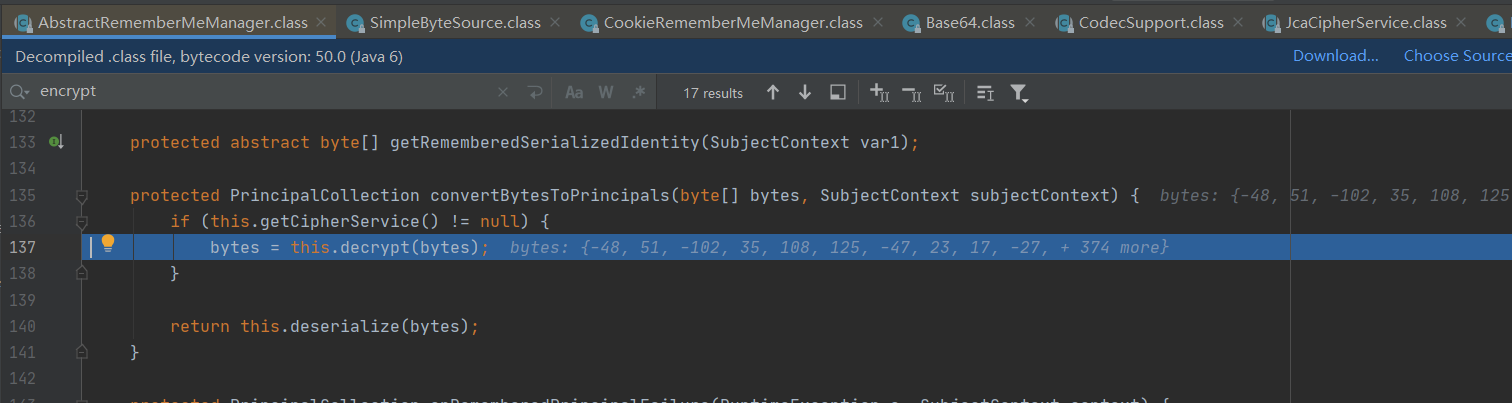 AbstractRememberMeManager.class × SimpleByteSource.class × CookieRememberMeManager.class × Base64.class × CodecSupport.class × JcaCipherService.class ×
Decompiled .class file, bytecode version: 50.0 (Java 6) Download... Choose Source
encrypt × Aa W .* 17 results
132
133 protected abstract byte[] getRememberedSerializedIdentity(SubjectContext var1);
134
135 protected PrincipalCollection convertBytesToPrincipals(byte[] bytes, SubjectContext subjectContext) { bytes: {-48, 51, -102, 35, 108, 125
136 if (this.getCipherService() != null) {
137 bytes = this.decrypt(bytes); bytes: {-48, 51, -102, 35, 108, 125, -47, 23, 17, -27, + 374 more}
138 }
139
140 return this.deserialize(bytes);
141 }
142